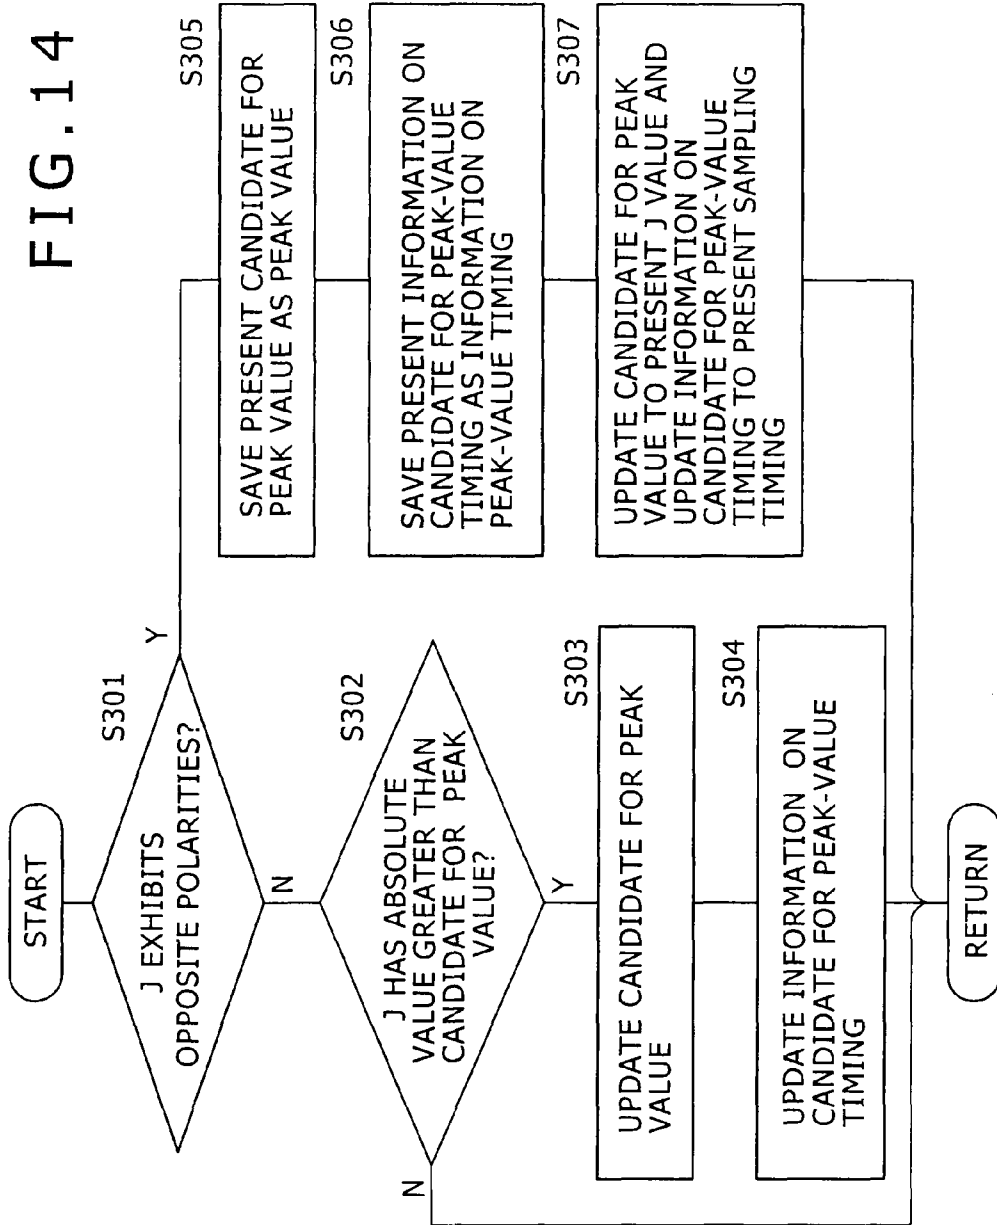 FIG.14
START
S301
J EXHIBITS
OPPOSITE POLARITIES?
Y
N
S302
J HAS ABSOLUTE
VALUE GREATER THAN
CANDIDATE FOR PEAK
VALUE?
N
Y
S303
UPDATE CANDIDATE FOR PEAK
VALUE
S304
UPDATE INFORMATION ON
CANDIDATE FOR PEAK-VALUE
TIMING
S305
SAVE PRESENT CANDIDATE FOR
PEAK VALUE AS PEAK VALUE
S306
SAVE PRESENT INFORMATION ON
CANDIDATE FOR PEAK-VALUE
TIMING AS INFORMATION ON
PEAK-VALUE TIMING
S307
UPDATE CANDIDATE FOR PEAK
VALUE TO PRESENT J VALUE AND
UPDATE INFORMATION ON
CANDIDATE FOR PEAK-VALUE
TIMING TO PRESENT SAMPLING
TIMING
RETURN